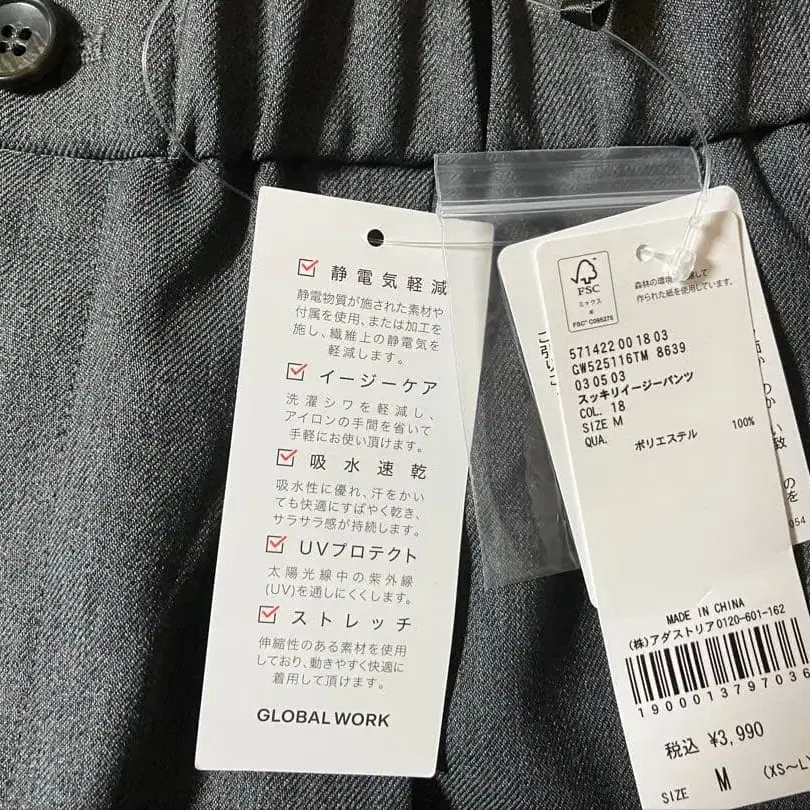 静電気軽減
静電物質が施された素材や
付属を使用、または加工を
施し、繊維上の静電気を
軽減します。
イージーケア
洗濯シワを軽減し、
アイロンの手間を省いて
手軽にお使い頂けます。
吸水速乾
吸水性に優れ、汗をかい
ても快適にすばやく乾き、
サラサラ感が持続します。
UVプロテクト
太陽光線中の紫外線
(UV)を通しにくくします。
ストレッチ
伸縮性のある素材を使用
しており、動きやすく快適に
着用して頂けます。
GLOBAL WORK
FSC
ミックス
紙
FSC® C095275
森林の環境 して
作られた紙を使用しています。
571422 00 18 03
GW525116TM 8639
03 05 03
スッキリイージーパンツ
COL. 18
SIZE M
QUA.
ポリエステル 100%
MADE IN CHINA
(株)アダストリア0120-601-162
1900013797036
税込 ¥3,990
SIZE M (XS~L)
054